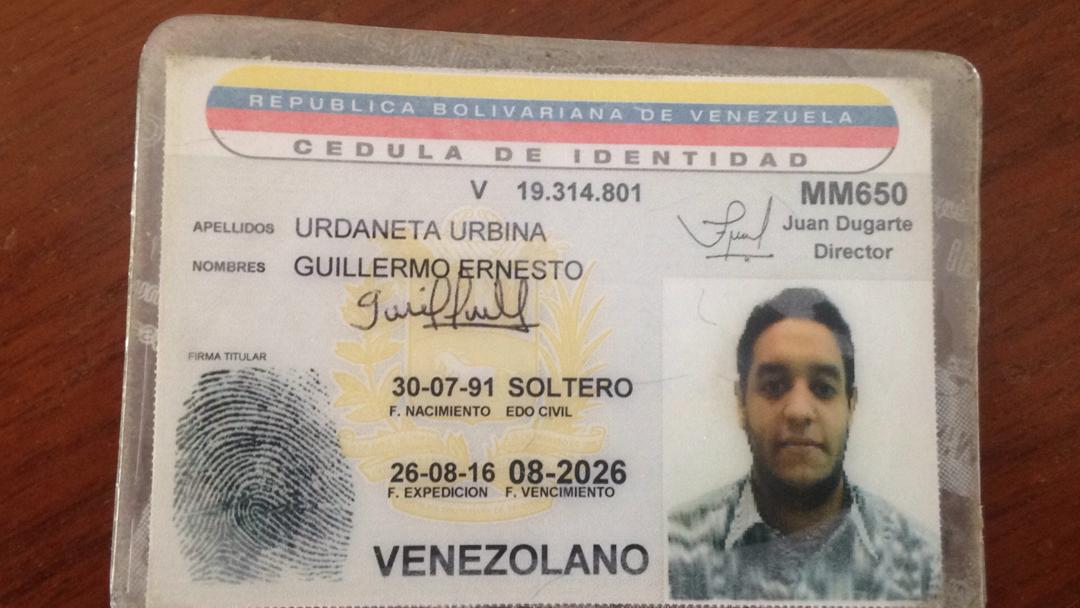 REPUBLICA BOLIVARIANA DE VENEZUELA
CEDULA DE IDENTIDAD
V 19.314.801
MM650
Juan Dugarte
Director
APELLIDOS URDANETA URBINA
NOMBRES GUILLERMO ERNESTO
FIRMA TITULAR
30-07-91 SOLTERO
F. NACIMIENTO EDO CIVIL
26-08-16 08-2026
F. EXPEDICION F. VENCIMIENTO
VENEZOLANO